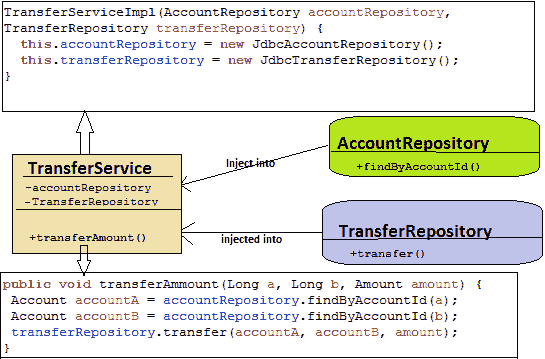 TransferServiceImpl(AccountRepository accountRepository,
TransferRepository transferRepository) {
this.accountRepository = new JdbcAccountRepository();
this.transferRepository = new JdbcTransferRepository();
}
TransferService
-accountRepository
-TransferRepository
+transferAmount()
Inject into
AccountRepository
+findByAccountId()
injected into
TransferRepository
+transfer()
public void transferAmmount(Long a, Long b, Amount amount) {
Account accountA = accountRepository.findByAccountId(a);
Account accountB = accountRepository.findByAccountId(b);
transferRepository.transfer(accountA, accountB, amount);
}